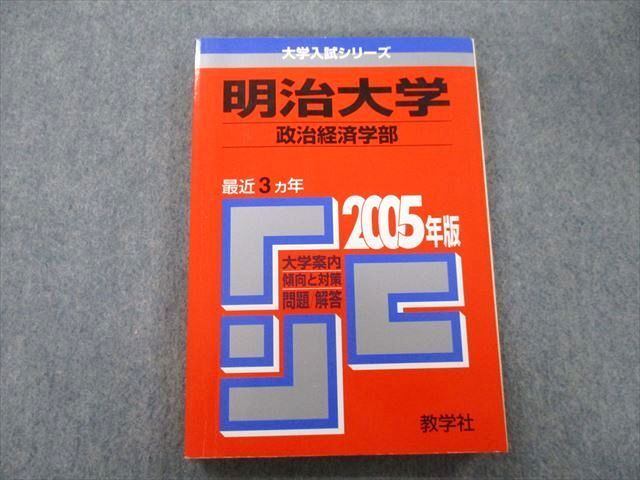 大学入試シリーズ
明治大学
政治経済学部
最近3ヵ年
2005年版
大学案内
傾向と対策
問題/解答
教学社